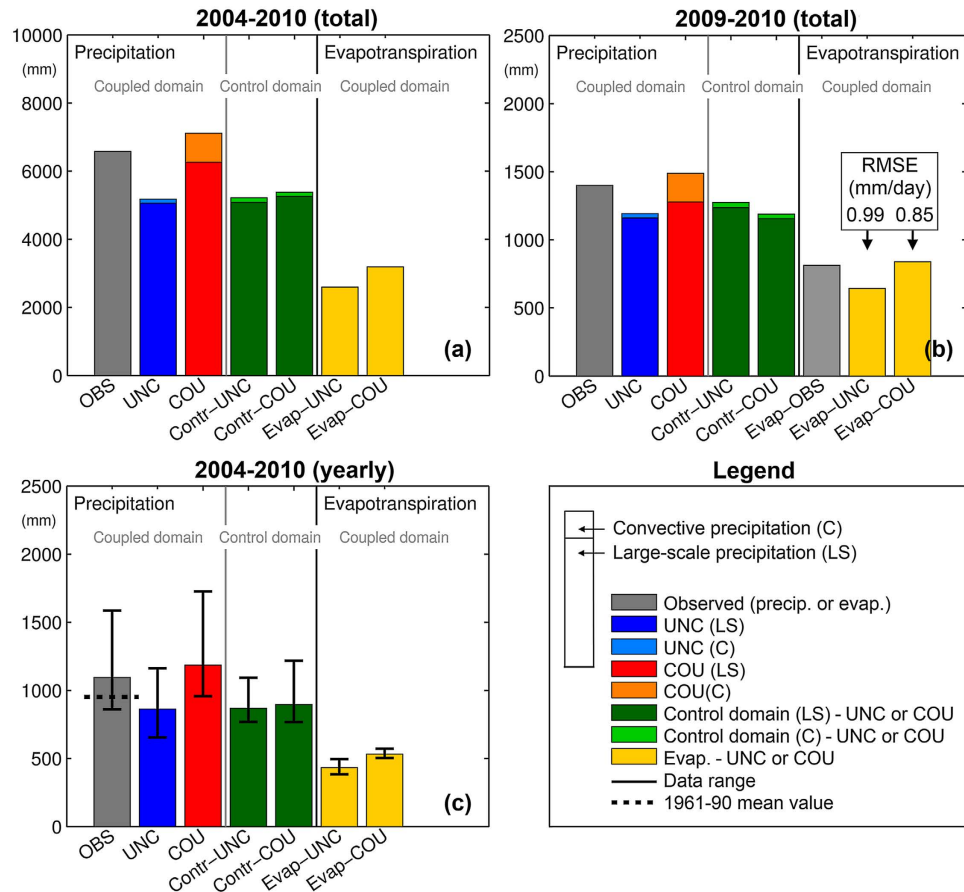 2004-2010 (total)
10000
(mm)
8000
6000
4000
2000
0
Precipitation
Evapotranspiration
Coupled domain
Control domain
Coupled domain
(a)
OBS
UNC
COU
Contr–UNC
Contr–COU
Evap–UNC
Evap–COU
2009-2010 (total)
2500
(mm)
2000
1500
1000
500
0
Precipitation
Evapotranspiration
Coupled domain
Control domain
Coupled domain
RMSE
(mm/day)
0.99 0.85
(b)
OBS
UNC
COU
Contr–UNC
Contr–COU
Evap–OBS
Evap–UNC
Evap–COU
2004-2010 (yearly)
2500
(mm)
2000
1500
1000
500
0
Precipitation
Evapotranspiration
Coupled domain
Control domain
Coupled domain
(c)
OBS
UNC
COU
Contr–UNC
Contr–COU
Evap–UNC
Evap–COU
Legend
Convective precipitation (C)
Large-scale precipitation (LS)
Observed (precip. or evap.)
UNC (LS)
UNC (C)
COU (LS)
COU(C)
Control domain (LS) - UNC or COU
Control domain (C) - UNC or COU
Evap. - UNC or COU
Data range
1961-90 mean value